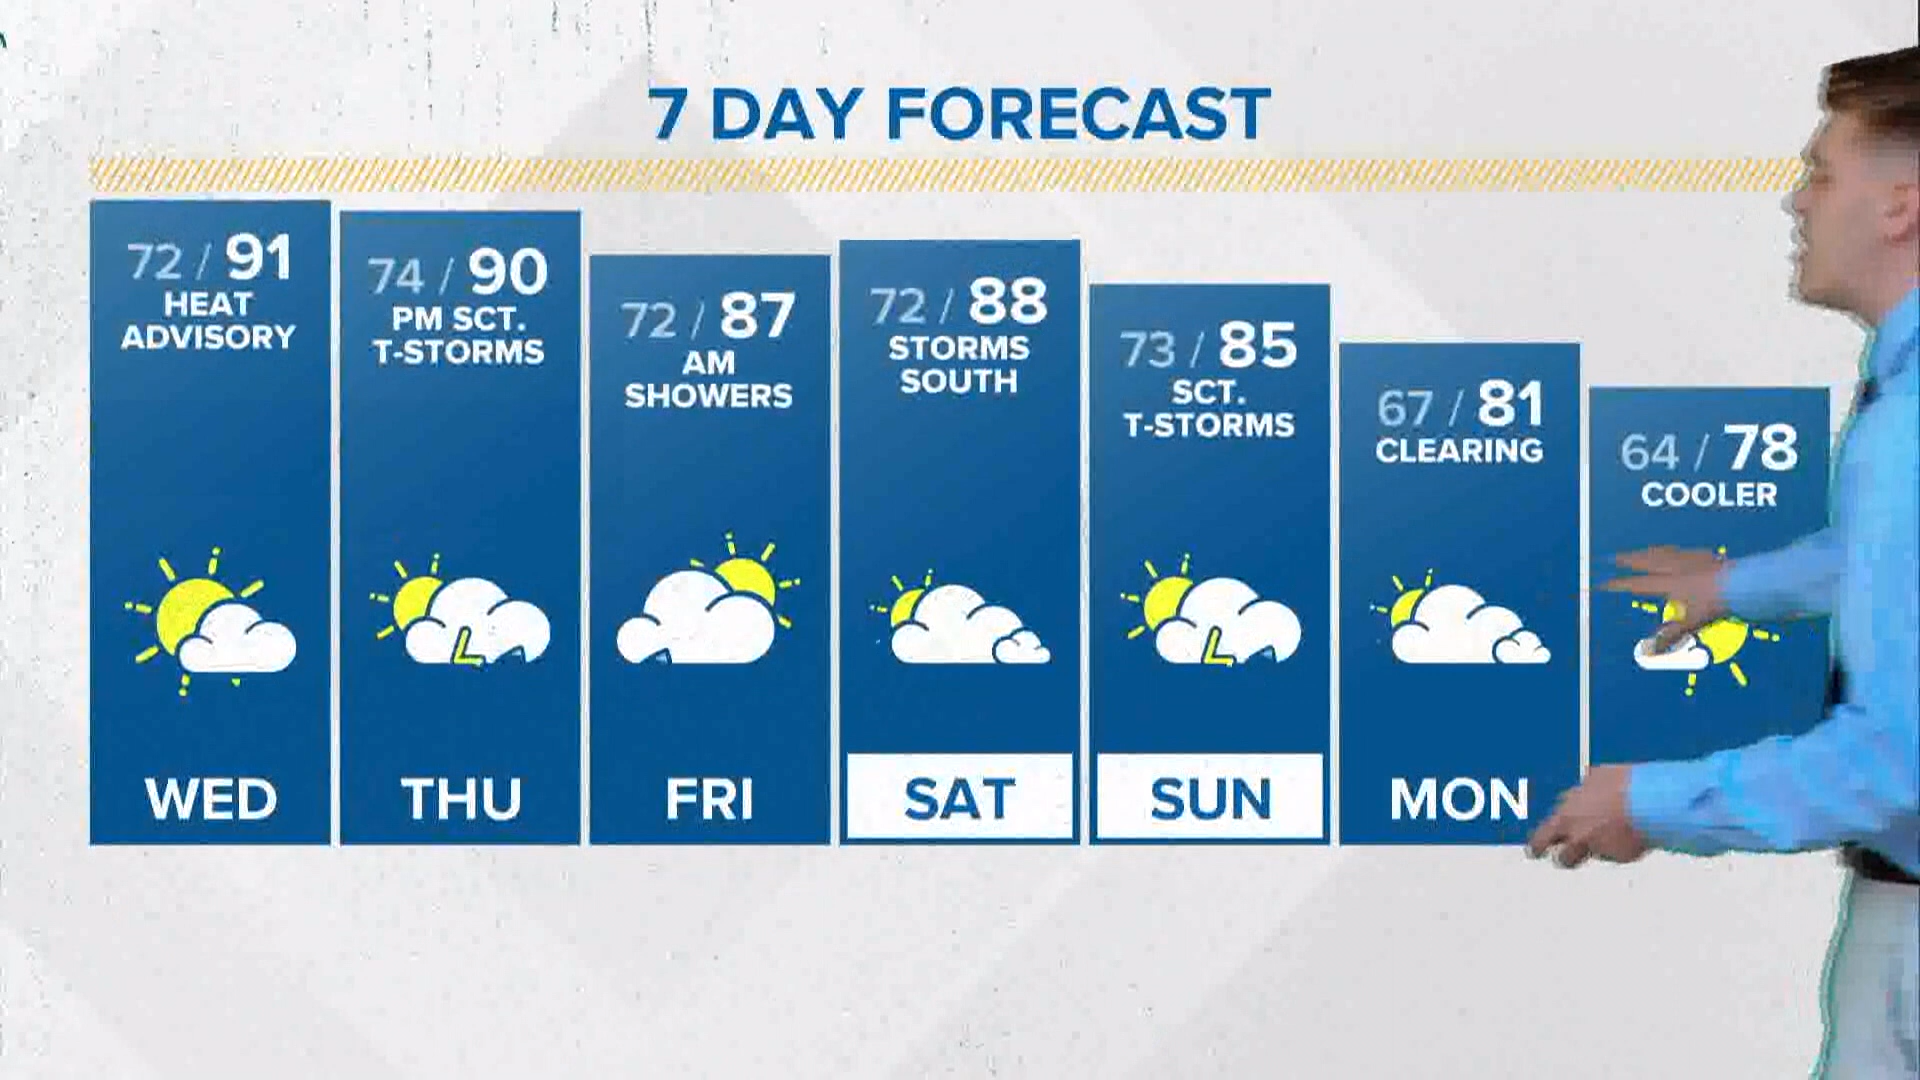 7 DAY FORECAST
72 / 91
HEAT
ADVISORY
WED
74 / 90
PM SCT.
T-STORMS
THU
72 / 87
AM
SHOWERS
FRI
72 / 88
STORMS
SOUTH
SAT
73 / 85
SCT.
T-STORMS
SUN
67 / 81
CLEARING
MON
64 / 78
COOLER